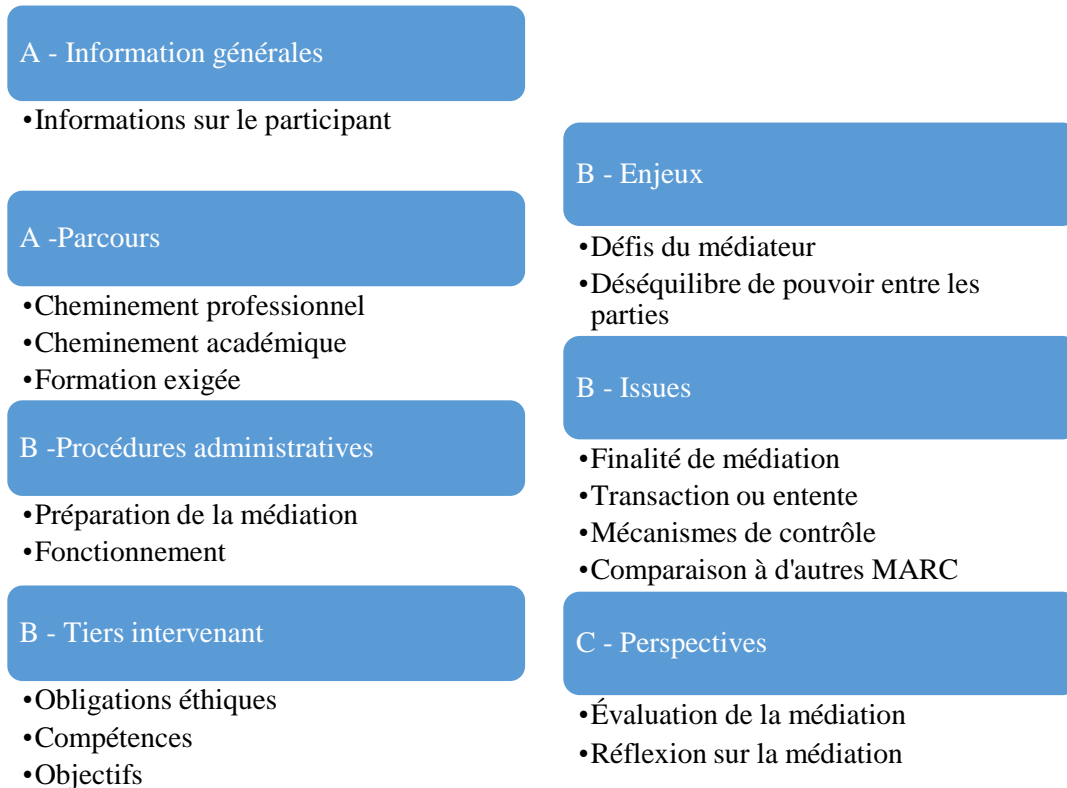 A - Information générales
•Informations sur le participant
A -Parcours
•Cheminement professionnel
•Cheminement académique
•Formation exigée
B -Procédures administratives
•Préparation de la médiation
•Fonctionnement
B - Tiers intervenant
•Obligations éthiques
•Compétences
•Objectifs
B - Enjeux
•Défis du médiateur
•Déséquilibre de pouvoir entre les
parties
B - Issues
•Finalité de médiation
•Transaction ou entente
•Mécanismes de contrôle
•Comparaison à d'autres MARC
C - Perspectives
•Évaluation de la médiation
•Réflexion sur la médiation